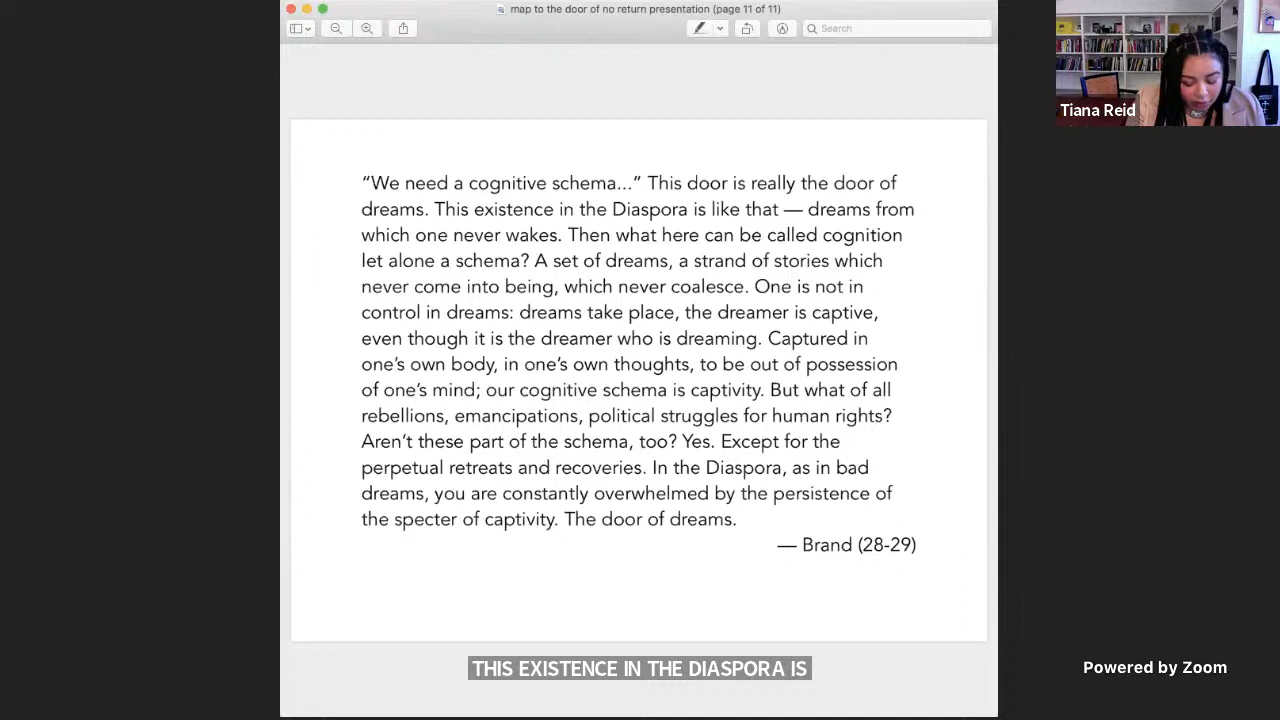 map to the door of no return presentation (page 11 of 11)
Search
Tiana Reid
“We need a cognitive schema...” This door is really the door of
dreams. This existence in the Diaspora is like that — dreams from
which one never wakes. Then what here can be called cognition
let alone a schema? A set of dreams, a strand of stories which
never come into being, which never coalesce. One is not in
control in dreams: dreams take place, the dreamer is captive,
even though it is the dreamer who is dreaming. Captured in
one’s own body, in one’s own thoughts, to be out of possession
of one’s mind; our cognitive schema is captivity. But what of all
rebellions, emancipations, political struggles for human rights?
Aren’t these part of the schema, too? Yes. Except for the
perpetual retreats and recoveries. In the Diaspora, as in bad
dreams, you are constantly overwhelmed by the persistence of
the specter of captivity. The door of dreams.
— Brand (28-29)
THIS EXISTENCE IN THE DIASPORA IS
Powered by Zoom